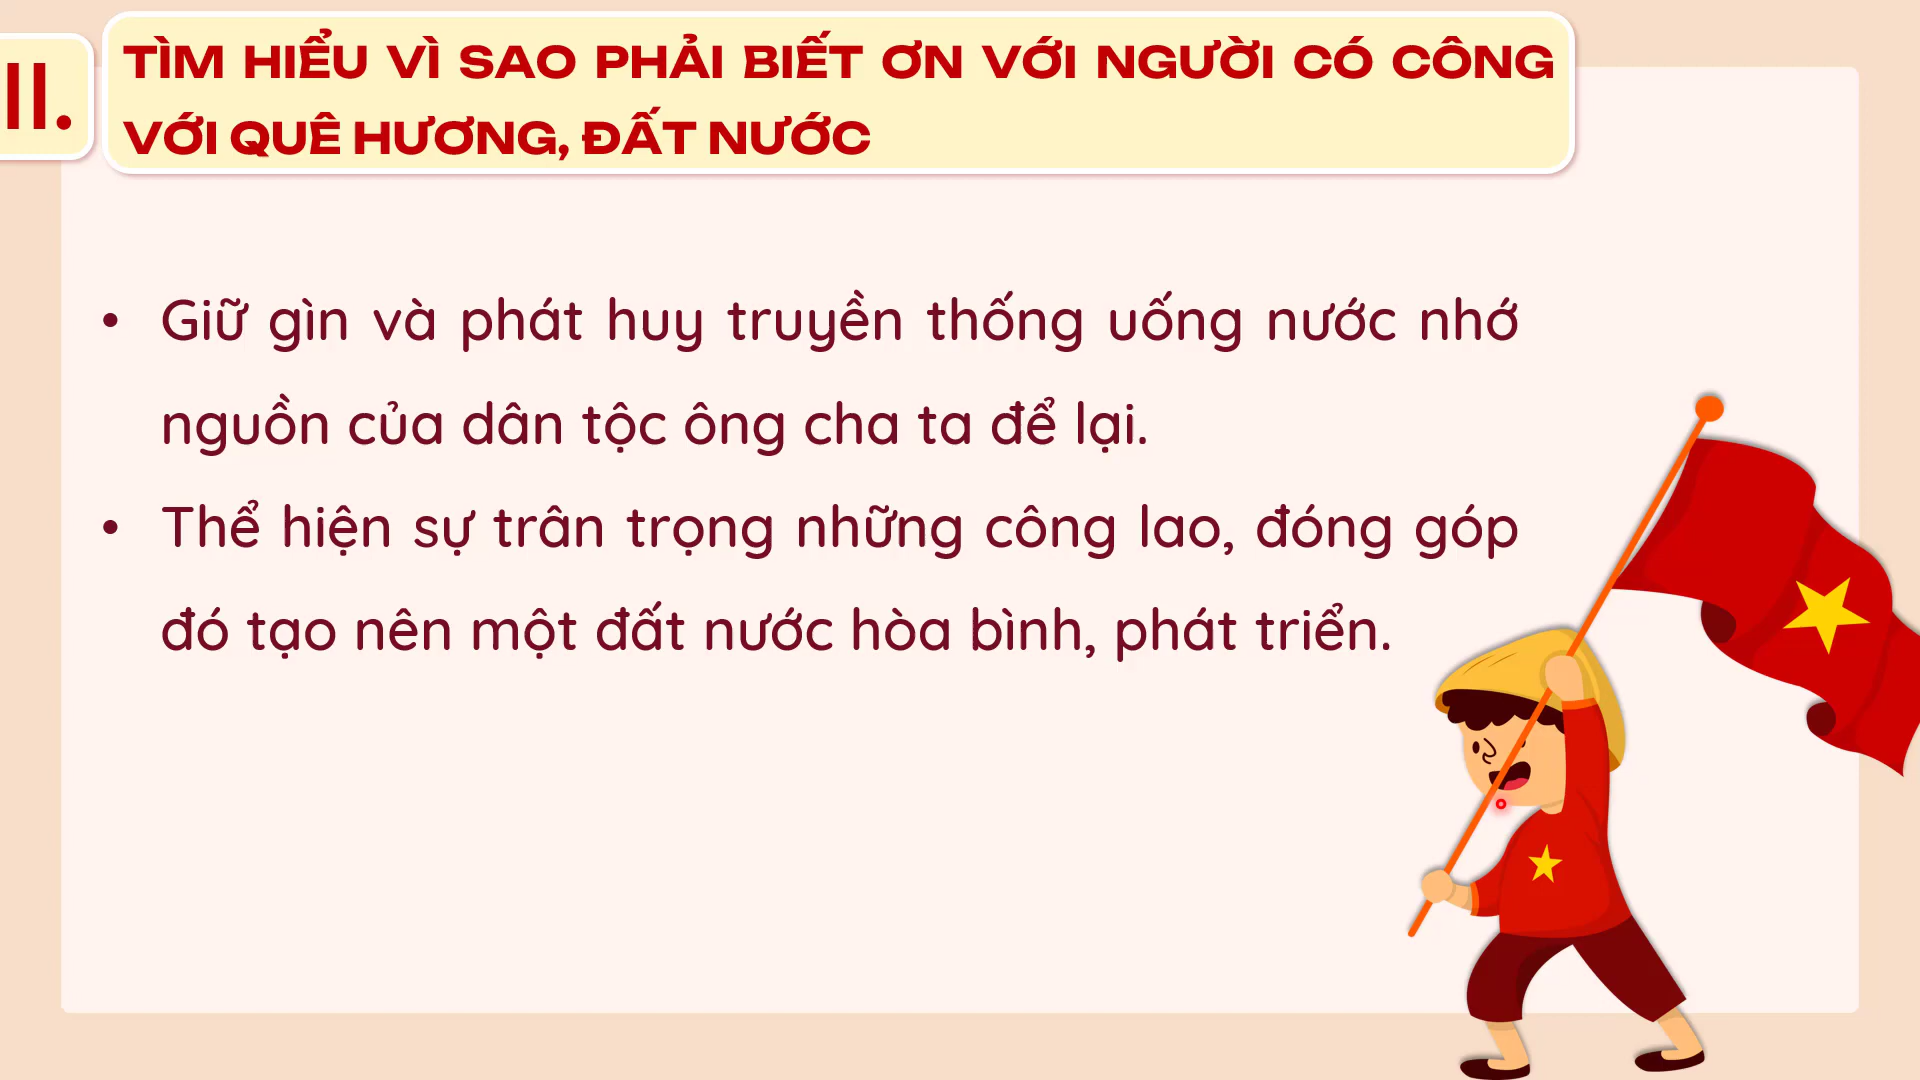 II.
TÌM HIỂU VÌ SAO PHẢI BIẾT ƠN VỚI NGƯỜI CÓ CÔNG
VỚI QUÊ HƯƠNG, ĐẤT NƯỚC
• Giữ gìn và phát huy truyền thống uống nước nhớ
nguồn của dân tộc ông cha ta để lại.
• Thể hiện sự trân trọng những công lao, đóng góp
đó tạo nên một đất nước hòa bình, phát triển.